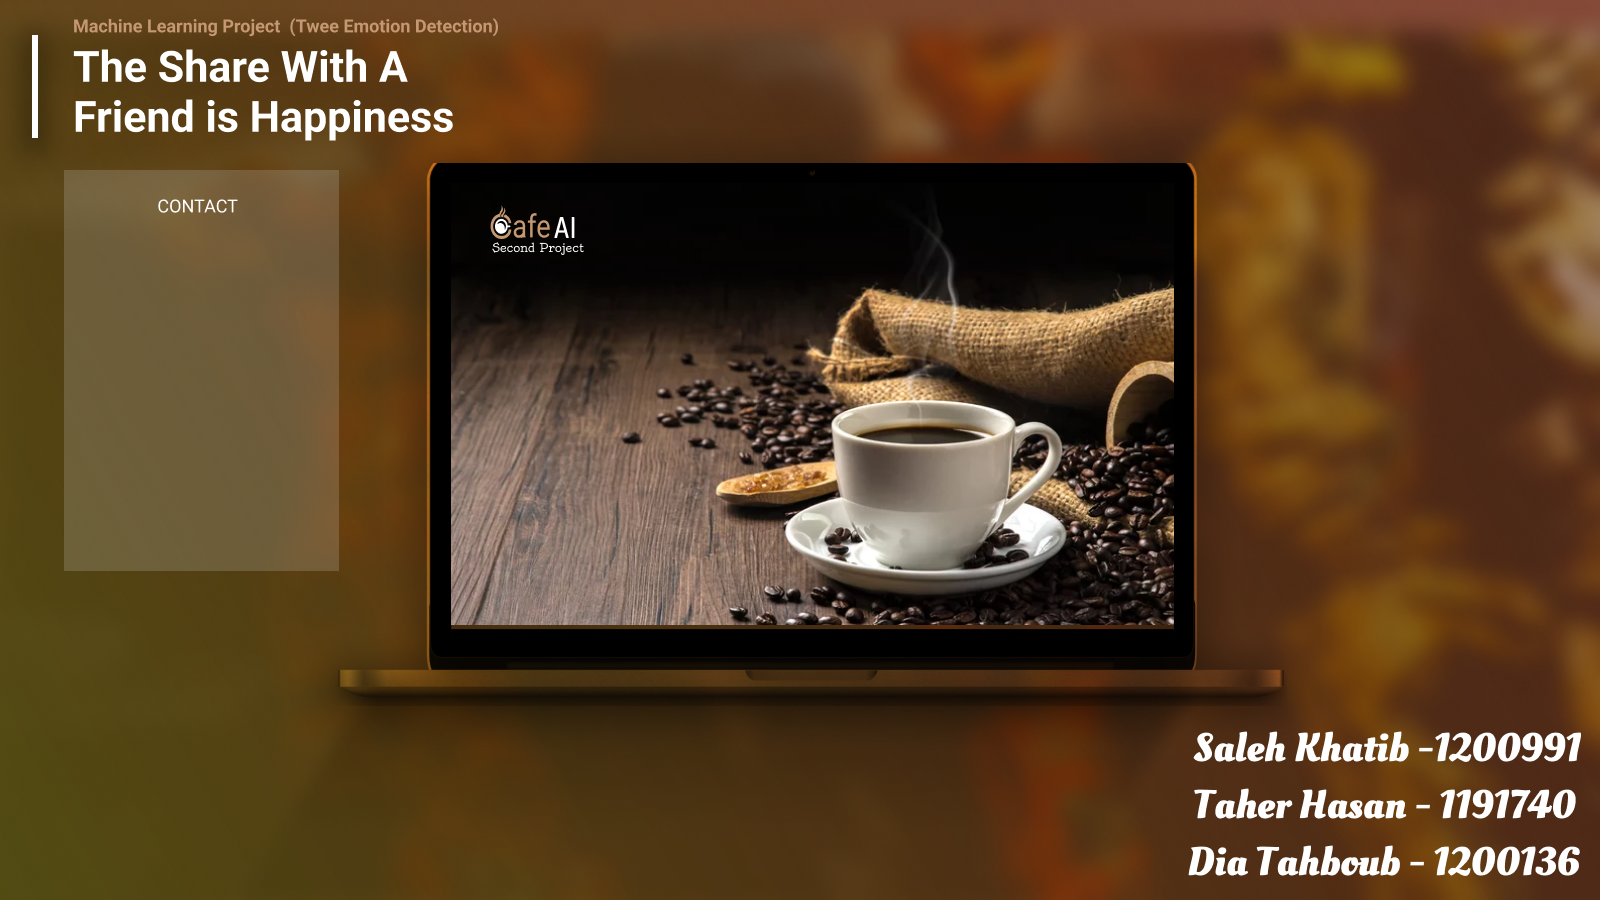 Machine Learning Project (Twee Emotion Detection)
The Share With A
Friend is Happiness
CONTACT
Cafe AI
Second Project
Saleh Khatib -1200991
Taher Hasan - 1191740
Dia Tahboub - 1200136